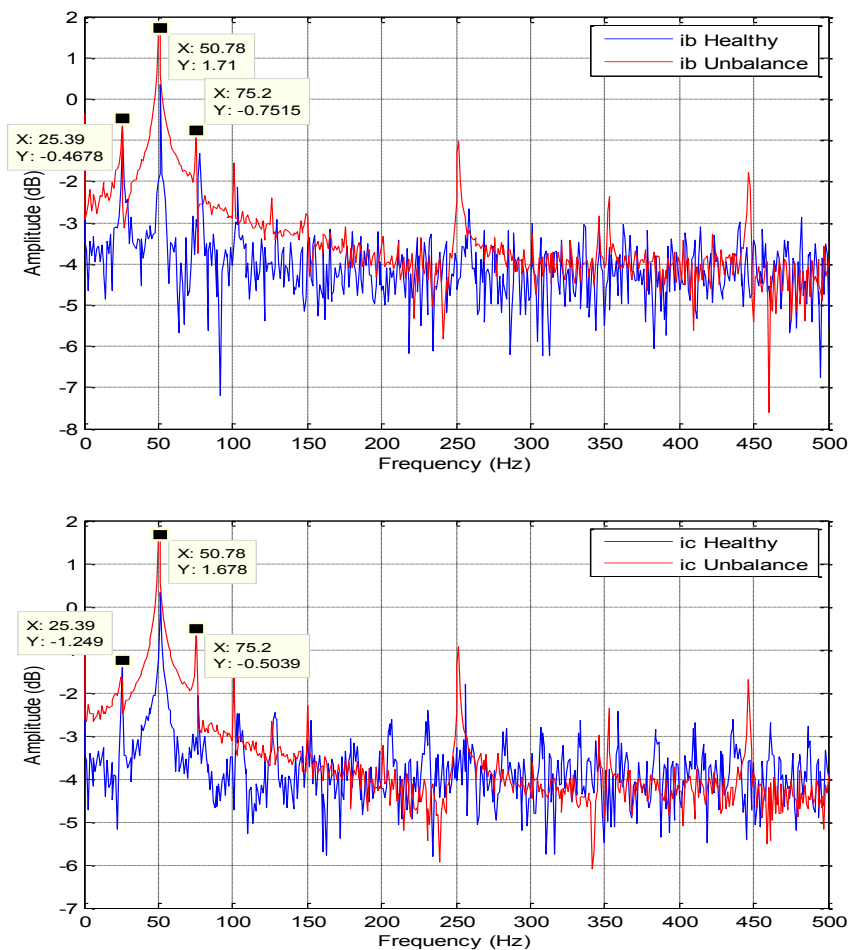 2
1
0
-1
-2
-3
-4
-5
-6
-7
-8
Amplitude (dB)
ib Healthy
ib Unbalance
X: 50.78
Y: 1.71
X: 75.2
Y: -0.7515
X: 25.39
Y: -0.4678
0 50 100 150 200 250 300 350 400 450 500
Frequency (Hz)
2
1
0
-2
-3
-4
-5
-6
-7
Amplitude (dB)
ic Healthy
ic Unbalance
X: 50.78
Y: 1.678
X: 25.39
Y: -1.249
X: 75.2
Y: -0.5039
0 50 100 150 200 250 300 350 400 450 500
Frequency (Hz)